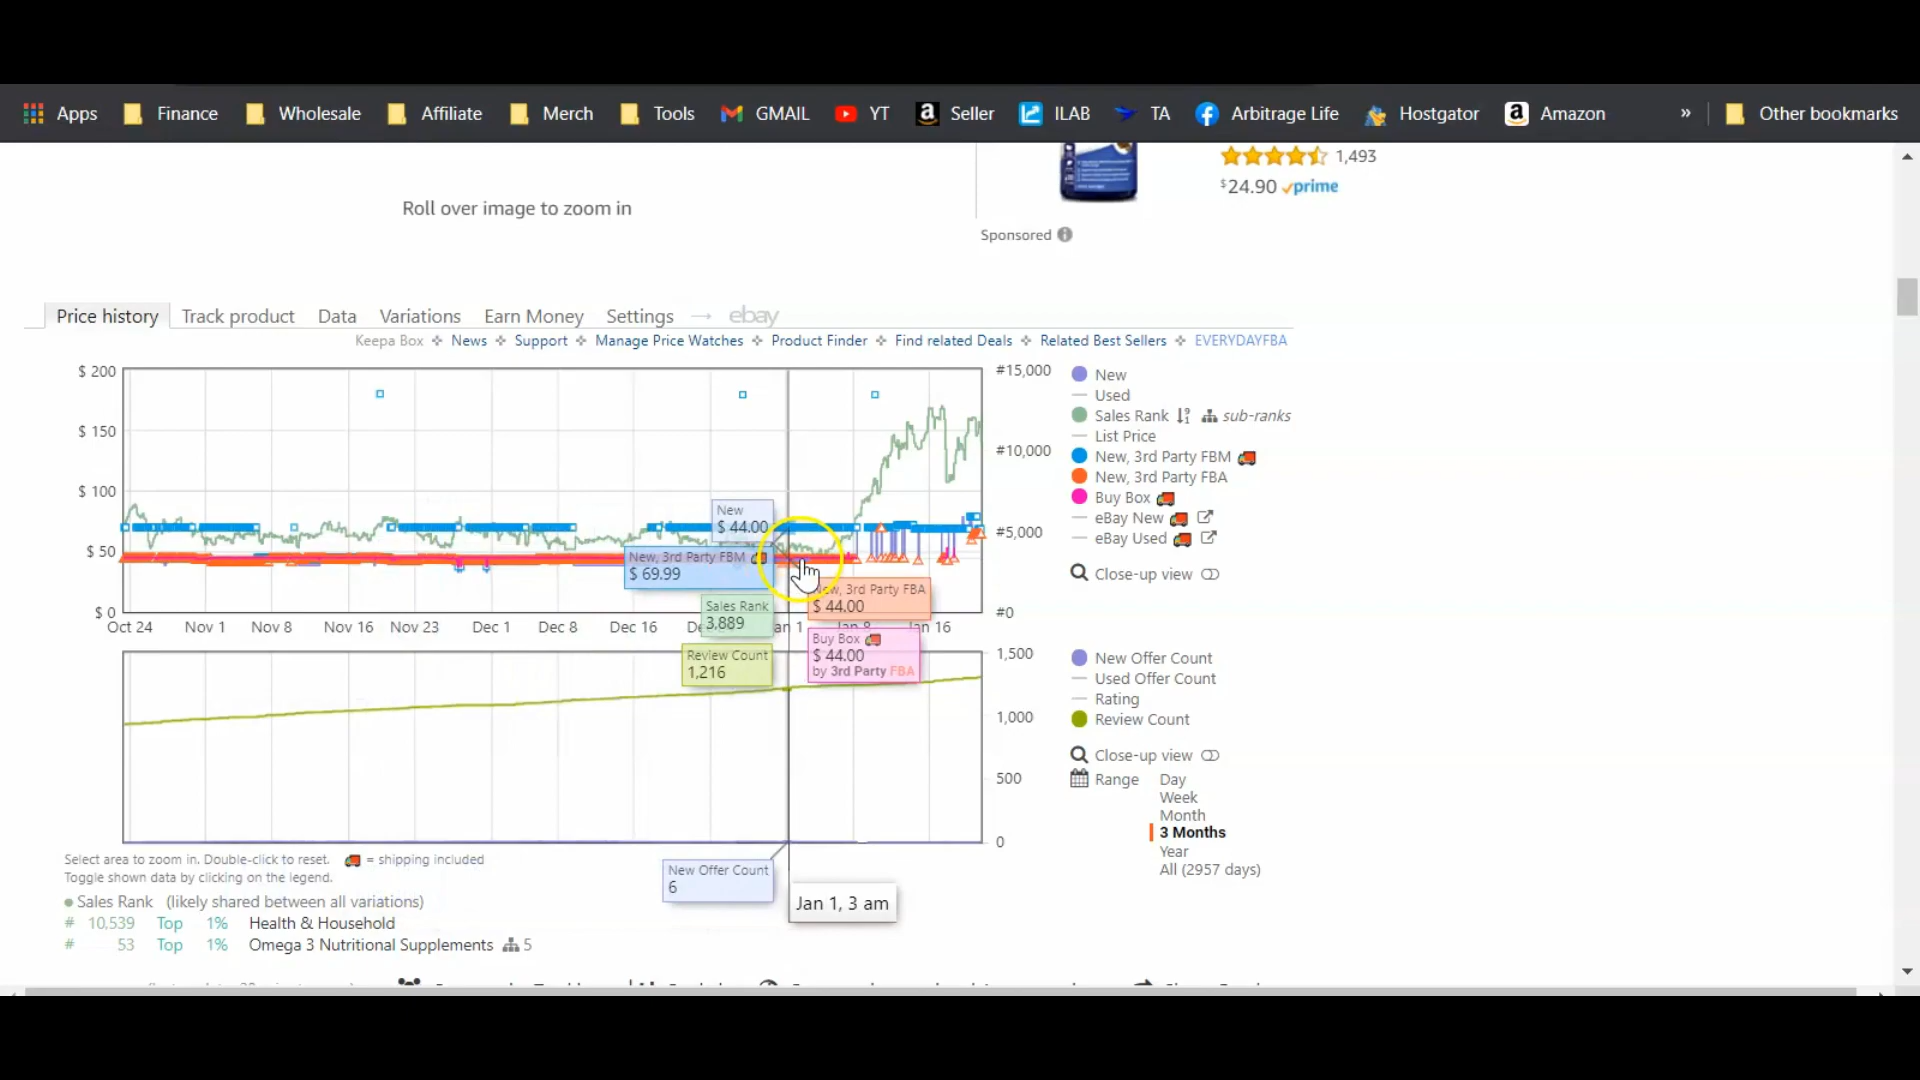 Apps Finance Wholesale Affiliate Merch Tools GMAIL YT Seller ILAB TA Arbitrage Life Hostgator Amazon » Other bookmarks
1,493
$24.90 prime
Roll over image to zoom in
Sponsored
Price history Track product Data Variations Earn Money Settings → ebay
Keepa Box News Support Manage Price Watches Product Finder Find related Deals Related Best Sellers EVERYDAYFBA
$ 200
$ 150
$ 100
$ 50
$ 0
#15,000
#10,000
#5,000
#0
New
$ 44.00
New, 3rd Party FBM
$ 69.99
Sales Rank
3,889
Review Count
1,216
New, 3rd Party FBA
$ 44.00
Buy Box
$ 44.00
by 3rd Party FBA
Oct 24 Nov 1 Nov 8 Nov 16 Nov 23 Dec 1 Dec 8 Dec 16 Jan 8 Jan 16
New
Used
Sales Rank sub-ranks
List Price
New, 3rd Party FBM
New, 3rd Party FBA
Buy Box
eBay New
eBay Used
Close-up view
1,500
1,000
500
0
New Offer Count
6
Jan 1, 3 am
New Offer Count
Used Offer Count
Rating
Review Count
Close-up view
Range Day
Week
Month
3 Months
Year
All (2957 days)
Select area to zoom in. Double-click to reset. = shipping included
Toggle shown data by clicking on the legend.
Sales Rank (likely shared between all variations)
# 10,539 Top 1% Health & Household
# 53 Top 1% Omega 3 Nutritional Supplements 5